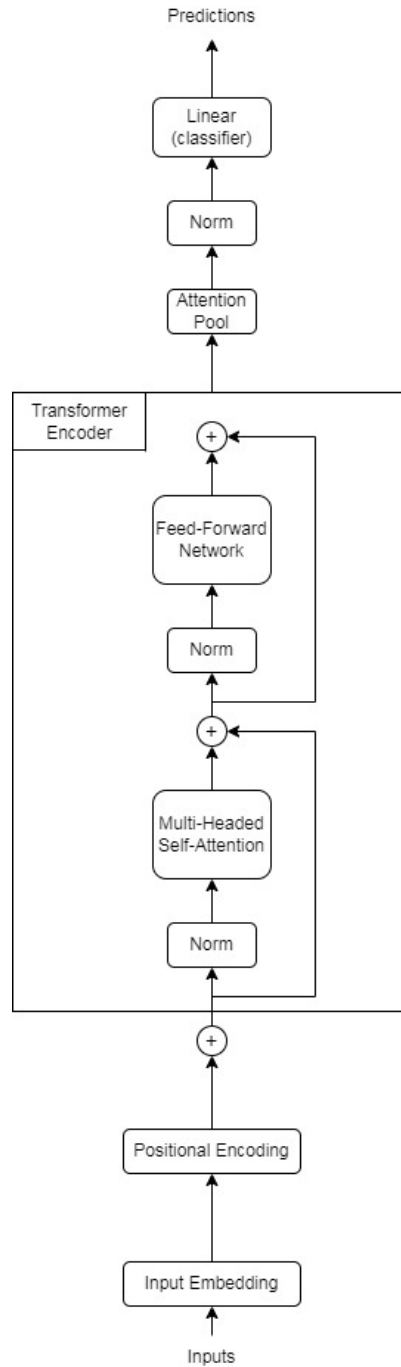 Predictions
Linear
(classifier)
Norm
Attention
Pool
Transformer
Encoder
+
Feed-Forward
Network
Norm
+
Multi-Headed
Self-Attention
Norm
+
Positional Encoding
Input Embedding
Inputs